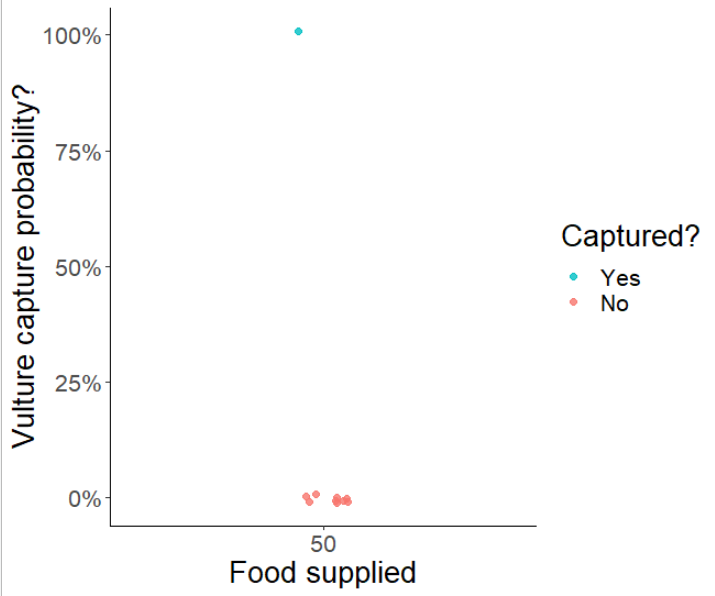 Vulture capture probability?
100%
75%
50%
25%
0%
50
Food supplied
Captured?
Yes
No